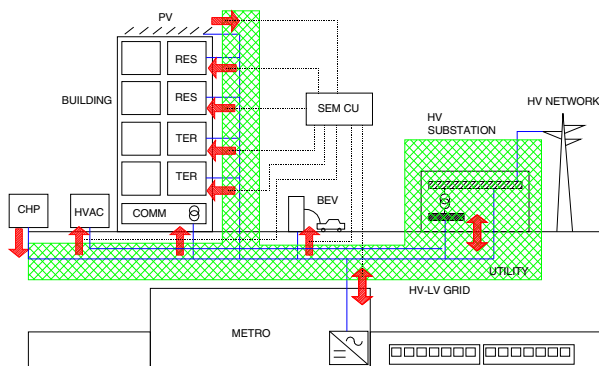 PV
RES
BUILDING
RES
SEM CU
HV
SUBSTATION
HV NETWORK
TER
TER
CHP
HVAC
COMM
BEV
UTILITY
HV-LV GRID
METRO